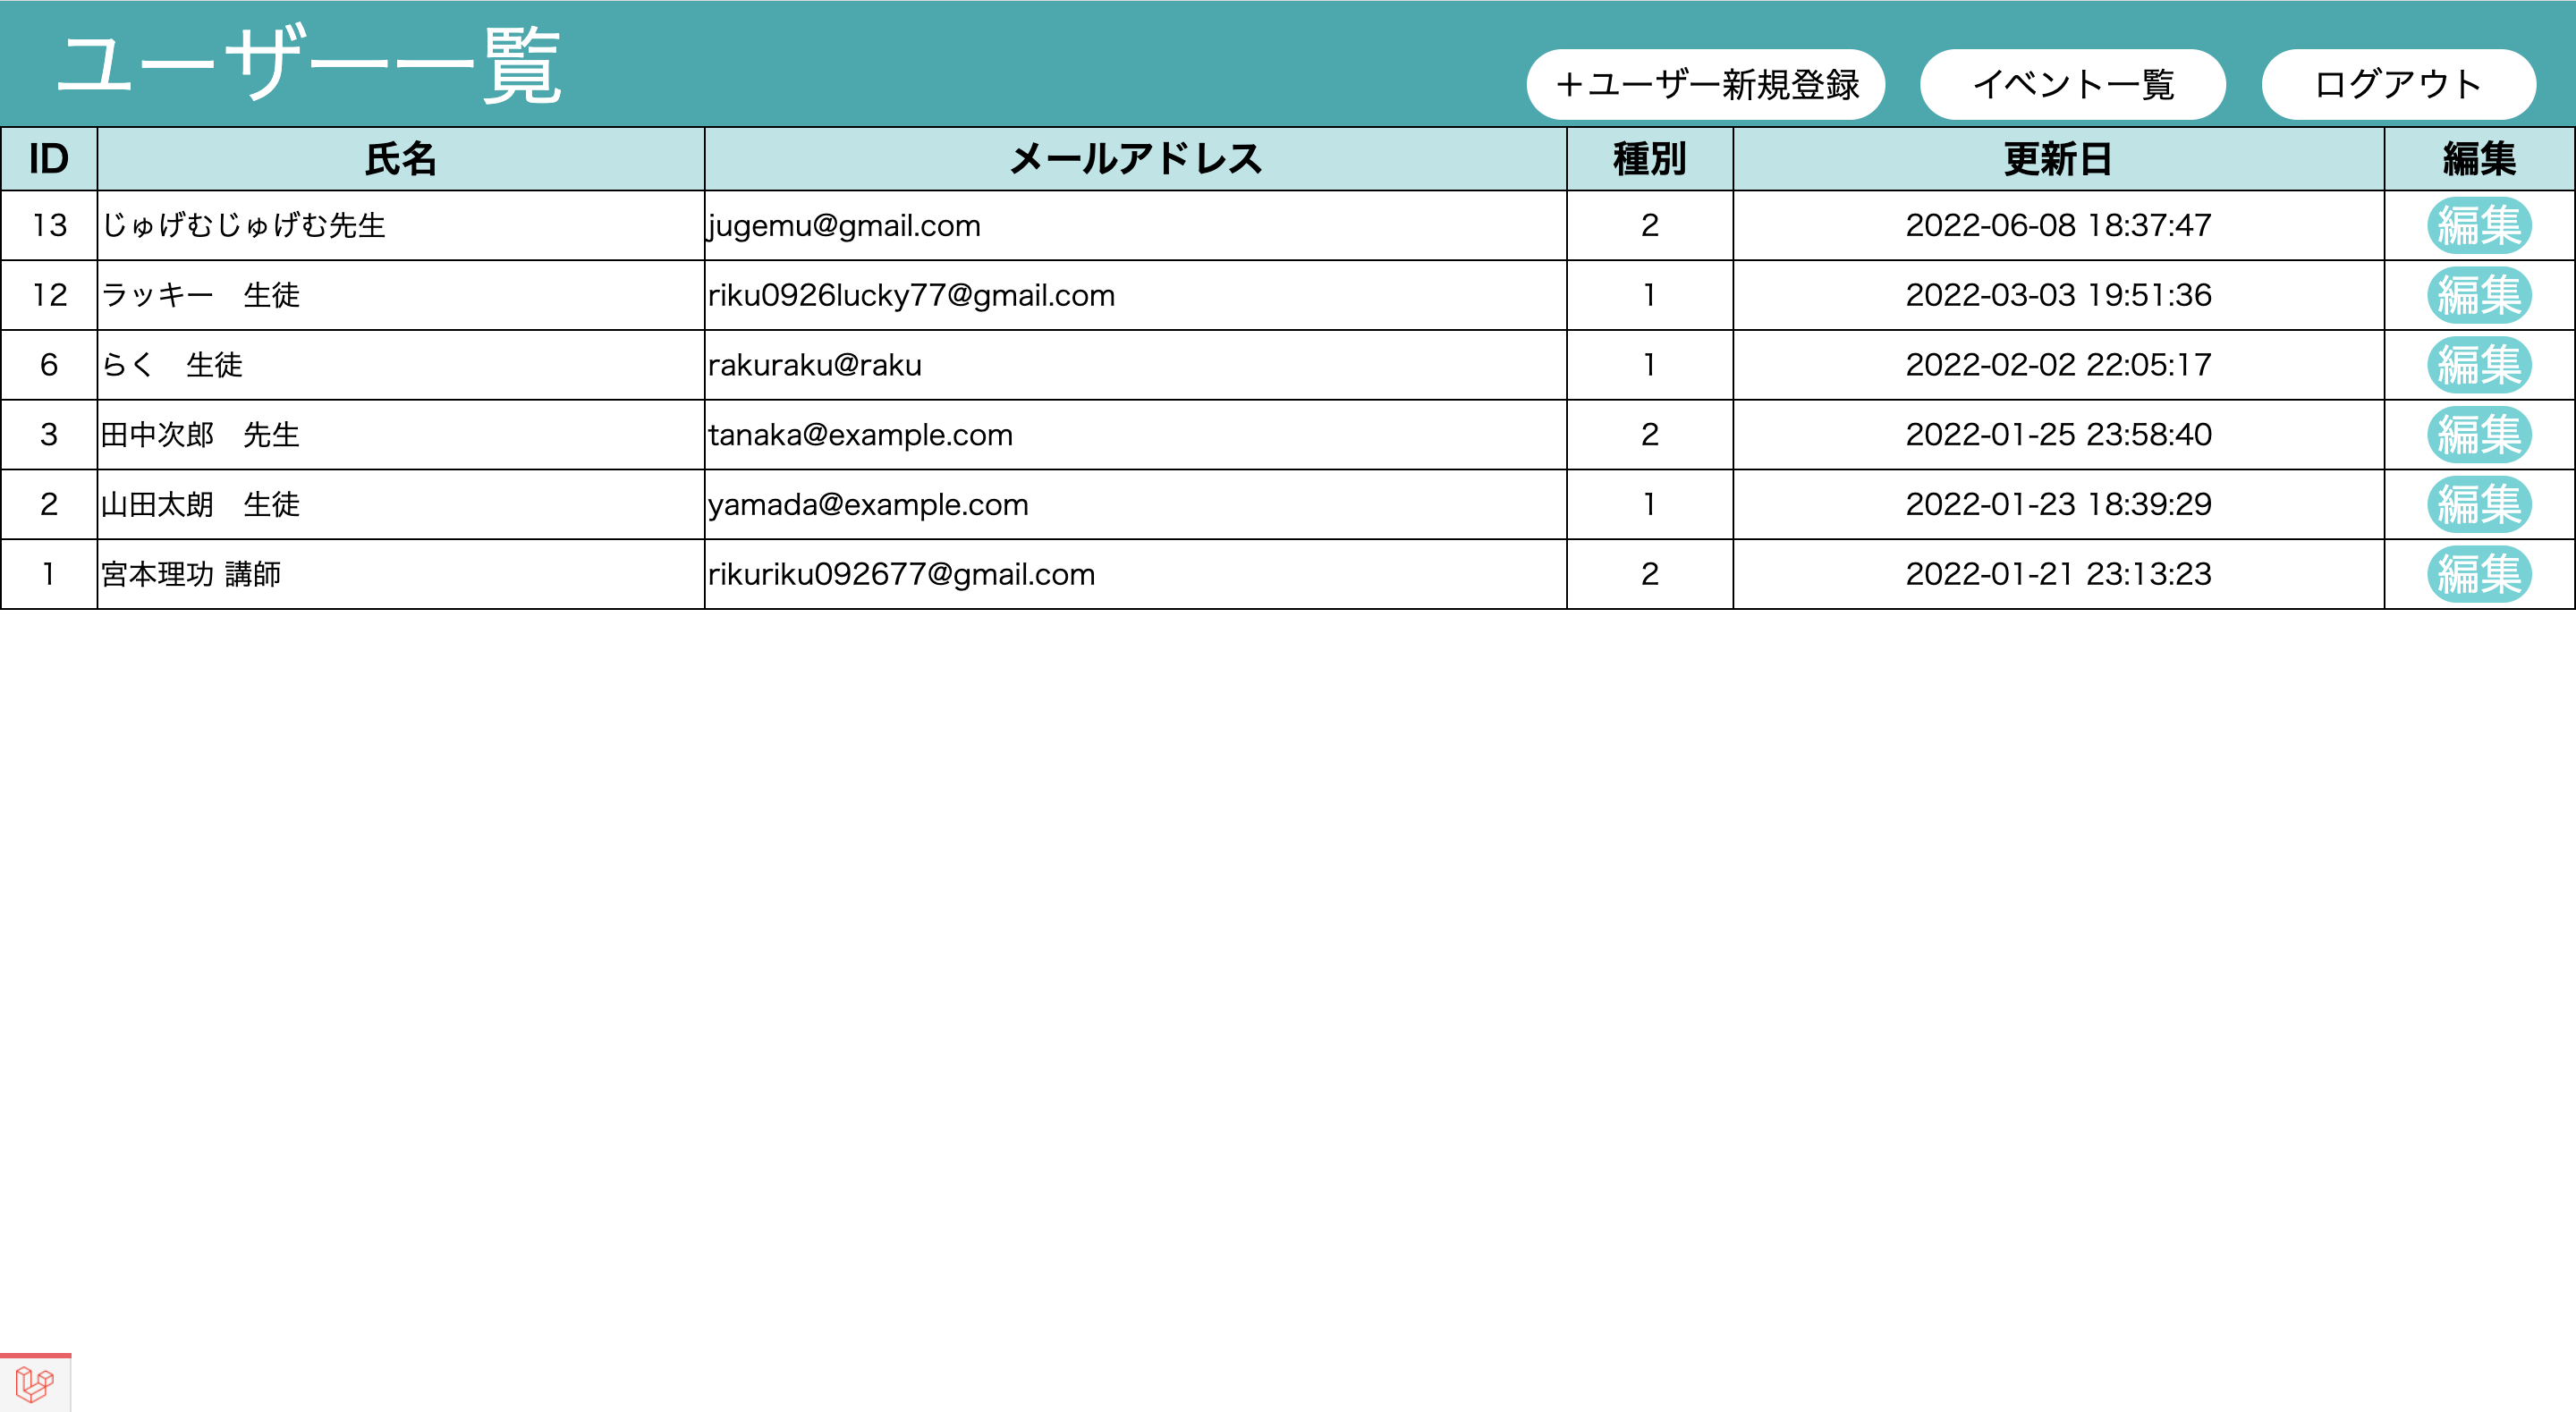 ユーザー一覧
＋ユーザー新規登録 イベント一覧 ログアウト
ID 氏名 メールアドレス 種別 更新日 編集
13 じゅげむじゅげむ先生 jugemu@gmail.com 2 2022-06-08 18:37:47 編集
12 ラッキー　生徒 riku0926lucky77@gmail.com 1 2022-03-03 19:51:36 編集
6 らく　生徒 rakuraku@raku 1 2022-02-02 22:05:17 編集
3 田中次郎　先生 tanaka@example.com 2 2022-01-25 23:58:40 編集
2 山田太朗　生徒 yamada@example.com 1 2022-01-23 18:39:29 編集
1 宮本理功 講師 rikuriku092677@gmail.com 2 2022-01-21 23:13:23 編集